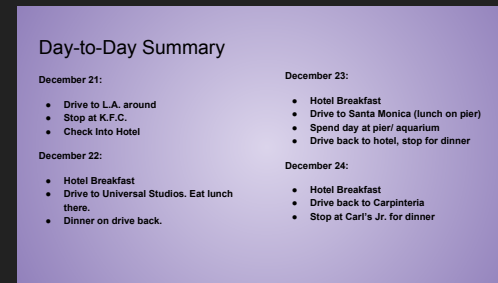 Day-to-Day Summary
December 21:
● Drive to L.A. around
● Stop at K.F.C.
● Check Into Hotel
December 22:
● Hotel Breakfast
● Drive to Universal Studios. Eat lunch
there.
● Dinner on drive back.
December 23:
● Hotel Breakfast
● Drive to Santa Monica (lunch on pier)
● Spend day at pier/ aquarium
● Drive back to hotel, stop for dinner
December 24:
● Hotel Breakfast
● Drive back to Carpinteria
● Stop at Carl's Jr. for dinner